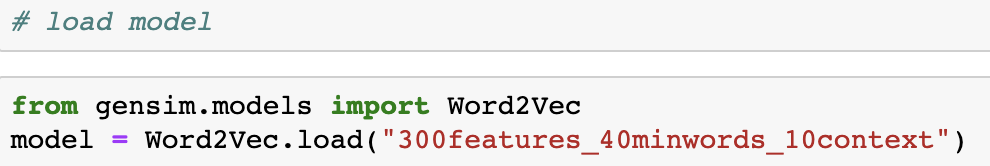 # load model
from gensim.models import Word2Vec
model = Word2Vec.load("300features_40minwords_10context")